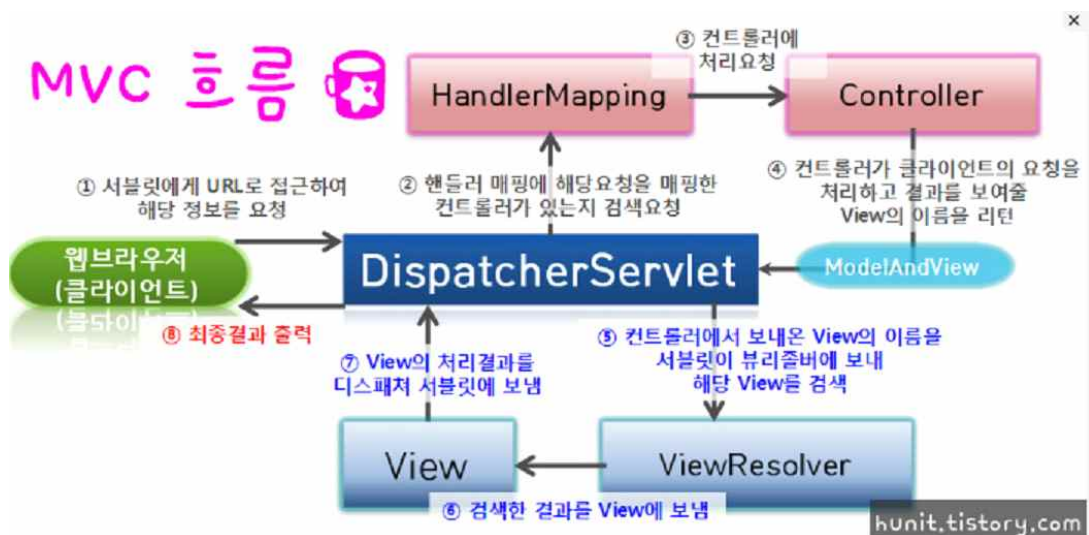 MVC 흐름
③ 컨트롤러에
처리요청
HandlerMapping
Controller
① 서블릿에게 URL로 접근하여
해당 정보를 요청
② 핸들러 매핑에 해당요청을 매핑한
컨트롤러가 있는지 검색요청
④ 컨트롤러가 클라이언트의 요청을
처리하고 결과를 보여줄
View의 이름을 리턴
웹브라우저
(클라이언트)
DispatcherServlet
ModelAndView
⑧ 최종결과 출력
⑦ View의 처리결과를
디스패쳐 서블릿에 보냄
⑤ 컨트롤러에서 보내온 View의 이름을
서블릿이 뷰리졸버에 보내
해당 View를 검색
View
ViewResolver
⑥ 검색한 결과를 View에 보냄
hunit.tistory.com